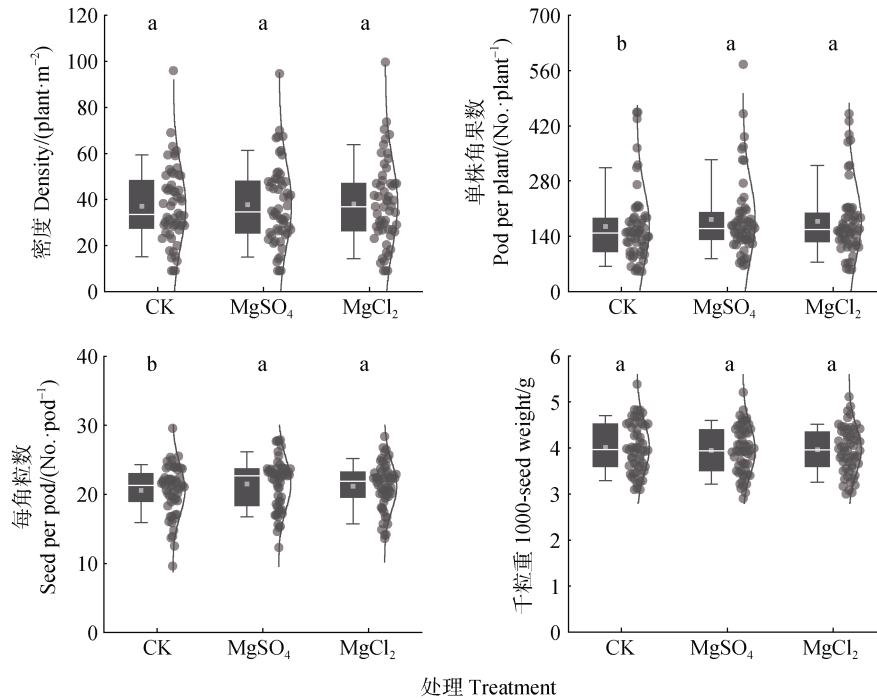 密度 Density/(plant·m⁻²)
120
100
80
60
40
20
0
a a a
CK MgSO₄ MgCl₂
单株角果数
Pod per plant/(No.·plant⁻¹)
700
560
420
280
140
0
b a a
CK MgSO₄ MgCl₂
每角粒数
Seed per pod/(No.·pod⁻¹)
40
30
20
10
0
b a a
CK MgSO₄ MgCl₂
千粒重 1000-seed weight/g
6
5
4
3
2
1
0
a a a
CK MgSO₄ MgCl₂
处理 Treatment